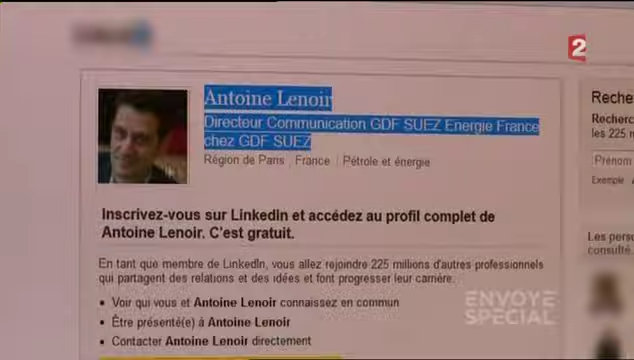 2
Antoine Lenoir
Directeur Communication GDF SUEZ Energie France
chez GDF SUEZ
Région de Paris , France | Pétrole et énergie
Inscrivez-vous sur LinkedIn et accédez au profil complet de
Antoine Lenoir. C'est gratuit.
En tant que membre de LinkedIn, vous allez rejoindre 225 millions d'autres professionnels
qui partagent des relations et des idées et font progresser leur carrière.
• Voir qui vous et Antoine Lenoir connaissez en commun
• Être présenté(e) à Antoine Lenoir
• Contacter Antoine Lenoir directement
Reche
Recherc
les 225 m
Prénom
Exemple
Les perso
consulté
ENVOYÉ
SPECIAL